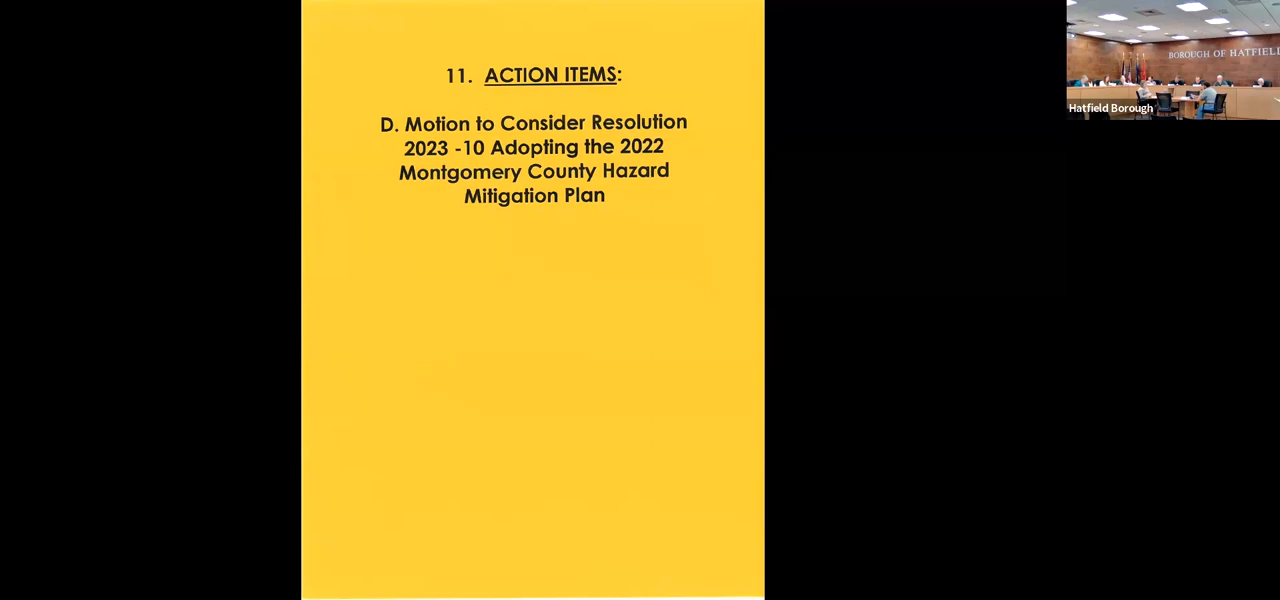 11. ACTION ITEMS:
D. Motion to Consider Resolution
2023 -10 Adopting the 2022
Montgomery County Hazard
Mitigation Plan
BOROUGH OF HATFIELD
Hatfield Borough